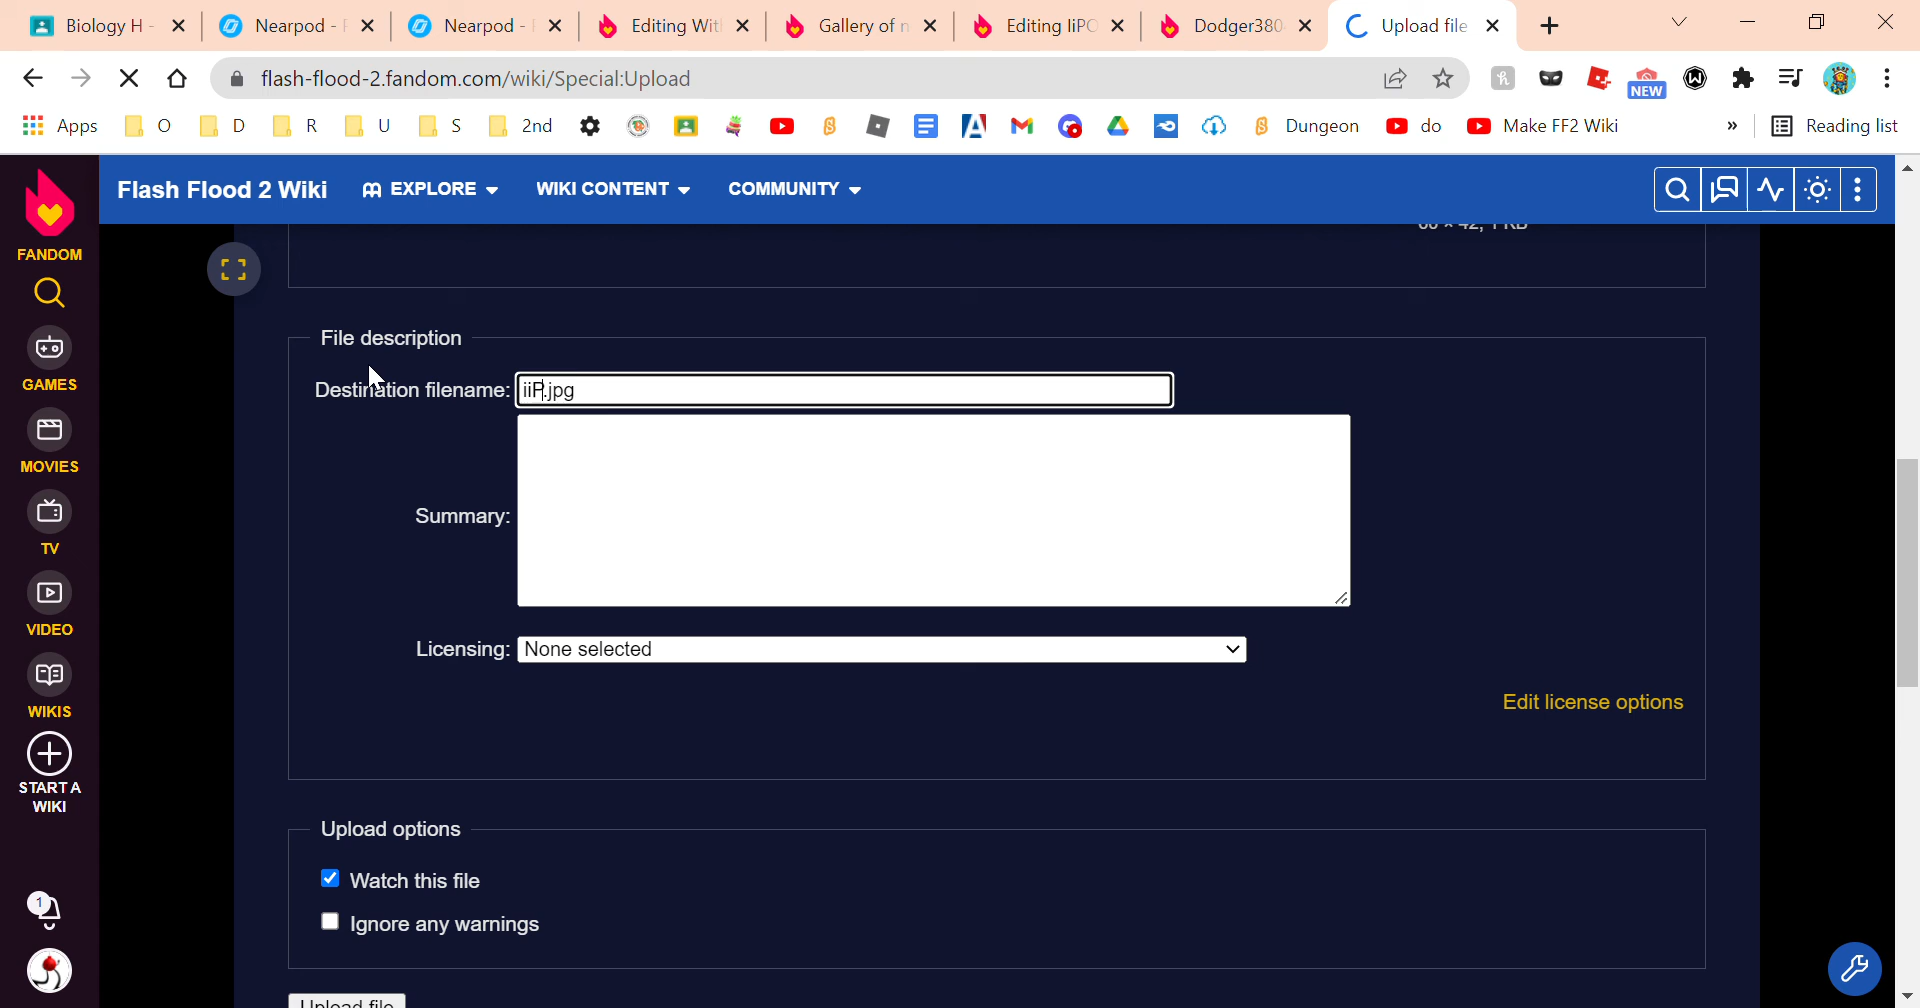 Biology H -
Nearpod -
Nearpod -
Editing Wit
Gallery of n
Editing IiPO
Dodger380
Upload file
flash-flood-2.fandom.com/wiki/Special:Upload
NEW
Apps
O
D
R
U
S
2nd
Dungeon
do
Make FF2 Wiki
»
Reading list
FANDOM
GAMES
MOVIES
TV
VIDEO
WIKIS
START A
WIKI
1
Flash Flood 2 Wiki
EXPLORE
WIKI CONTENT
COMMUNITY
File description
Destination filename:
iiP.jpg
Summary:
Licensing:
None selected
Edit license options
Upload options
Watch this file
Ignore any warnings
Upload file